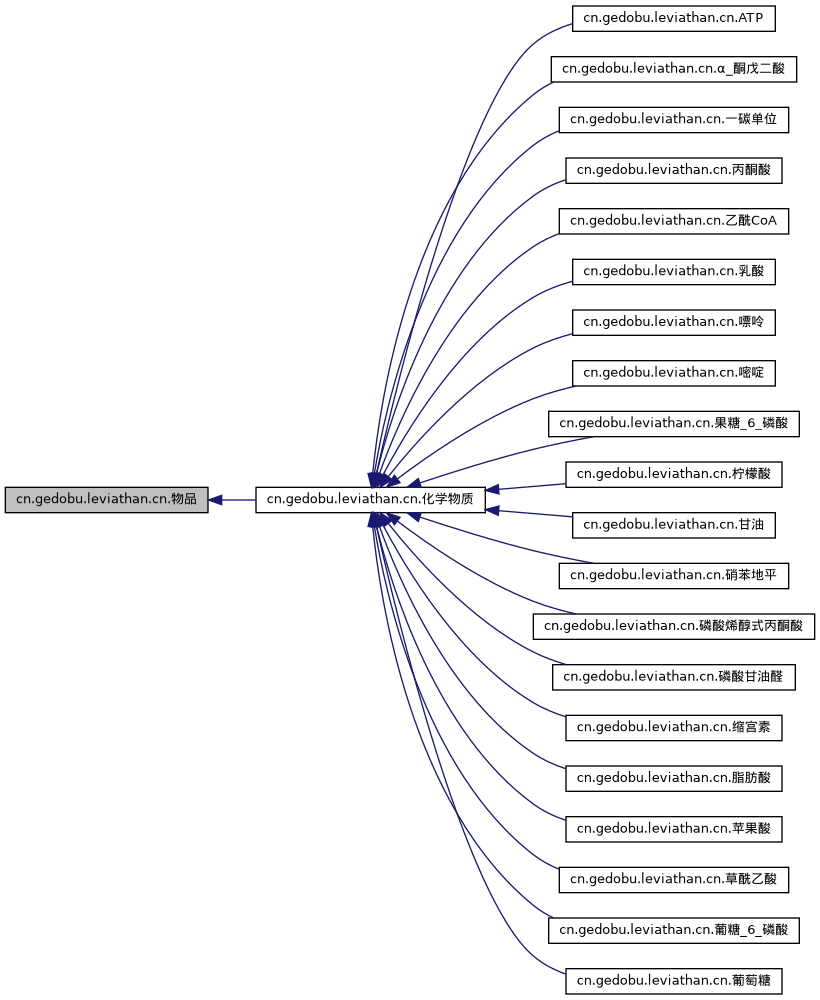 cn.gedobu.leviathan.cn.ATP
cn.gedobu.leviathan.cn.α_酮戊二酸
cn.gedobu.leviathan.cn.一碳单位
cn.gedobu.leviathan.cn.丙酮酸
cn.gedobu.leviathan.cn.乙酰CoA
cn.gedobu.leviathan.cn.乳酸
cn.gedobu.leviathan.cn.嘌呤
cn.gedobu.leviathan.cn.嘧啶
cn.gedobu.leviathan.cn.果糖_6_磷酸
cn.gedobu.leviathan.cn.柠檬酸
cn.gedobu.leviathan.cn.物品
cn.gedobu.leviathan.cn.化学物质
cn.gedobu.leviathan.cn.甘油
cn.gedobu.leviathan.cn.硝苯地平
cn.gedobu.leviathan.cn.磷酸烯醇式丙酮酸
cn.gedobu.leviathan.cn.磷酸甘油醛
cn.gedobu.leviathan.cn.缩宫素
cn.gedobu.leviathan.cn.脂肪酸
cn.gedobu.leviathan.cn.苹果酸
cn.gedobu.leviathan.cn.草酰乙酸
cn.gedobu.leviathan.cn.葡糖_6_磷酸
cn.gedobu.leviathan.cn.葡萄糖